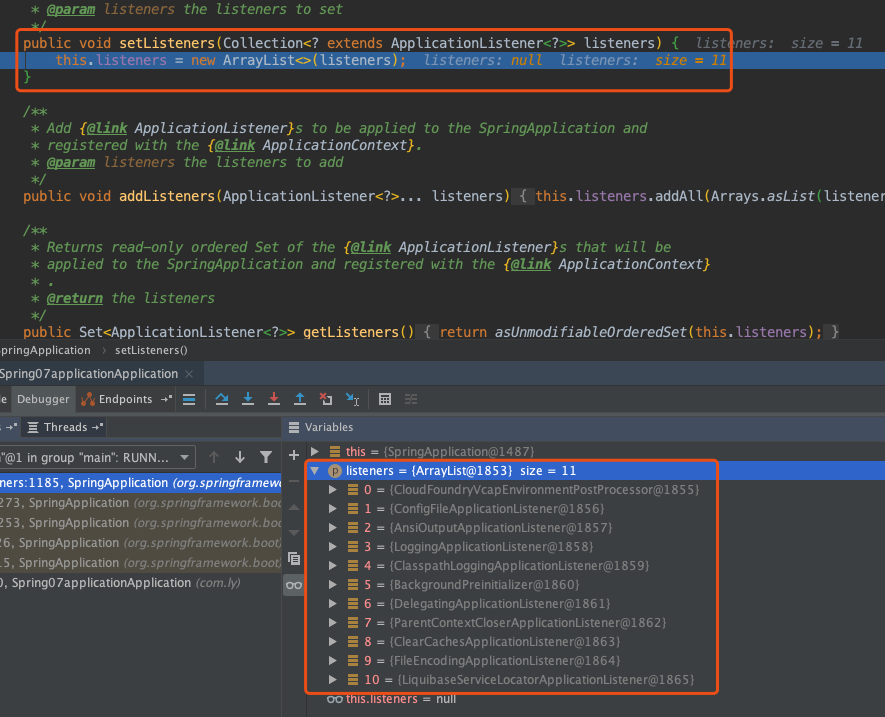 * @param listeners the listeners to set
*/
public void setListeners(Collection<? extends ApplicationListener<?>> listeners) { listeners: size = 11
this.listeners = new ArrayList<>(listeners); listeners: null listeners: size = 11
}
/**
* Add {@link ApplicationListener}s to be applied to the SpringApplication and
* registered with the {@link ApplicationContext}.
* @param listeners the listeners to add
*/
public void addListeners(ApplicationListener<?>... listeners) { this.listeners.addAll(Arrays.asList(listener
/**
* Returns read-only ordered Set of the {@link ApplicationListener}s that will be
* applied to the SpringApplication and registered with the {@link ApplicationContext}
* .
* @return the listeners
*/
public Set<ApplicationListener<?>> getListeners() { return asUnmodifiableOrderedSet(this.listeners); }
pringApplication › setListeners()
Spring07applicationApplication ×
le Debugger Endpoints
s Threads Variables
"@1 in group "main": RUNN...
this = {SpringApplication@1487}
listeners = {ArrayList@1853} size = 11
ners:1185, SpringApplication (org.springframew
0 = {CloudFoundryVcapEnvironmentPostProcessor@1855}
273, SpringApplication (org.springframework.boo
1 = {ConfigFileApplicationListener@1856}
253, SpringApplication (org.springframework.boo
2 = {AnsiOutputApplicationListener@1857}
26, SpringApplication (org.springframework.boot)
3 = {LoggingApplicationListener@1858}
15, SpringApplication (org.springframework.boot)
4 = {ClasspathLoggingApplicationListener@1859}
0, Spring07applicationApplication (com.ly)
5 = {BackgroundPreinitializer@1860}
6 = {DelegatingApplicationListener@1861}
7 = {ParentContextCloserApplicationListener@1862}
8 = {ClearCachesApplicationListener@1863}
9 = {FileEncodingApplicationListener@1864}
10 = {LiquibaseServiceLocatorApplicationListener@1865}
this.listeners = null